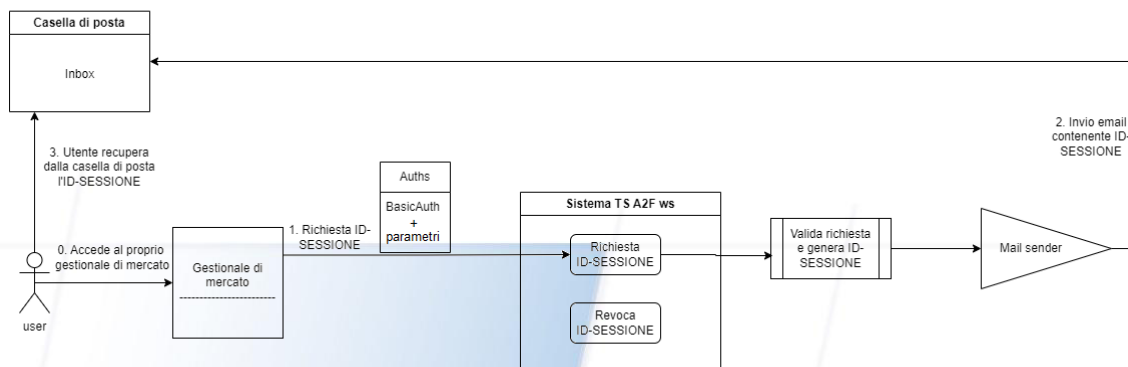 Casella di posta
Inbox
2. Invio email
contenente ID-
SESSIONE
3. Utente recupera
dalla casella di posta
l'ID-SESSIONE
Auths
BasicAuth
+
parametri
Sistema TS A2F ws
0. Accede al proprio
gestionale di mercato
1. Richiesta ID-
SESSIONE
Gestionale di
mercato
--------------------
Richiesta
ID-SESSIONE
Valida richiesta
e genera ID-
SESSIONE
Mail sender
Revoca
ID-SESSIONE
user